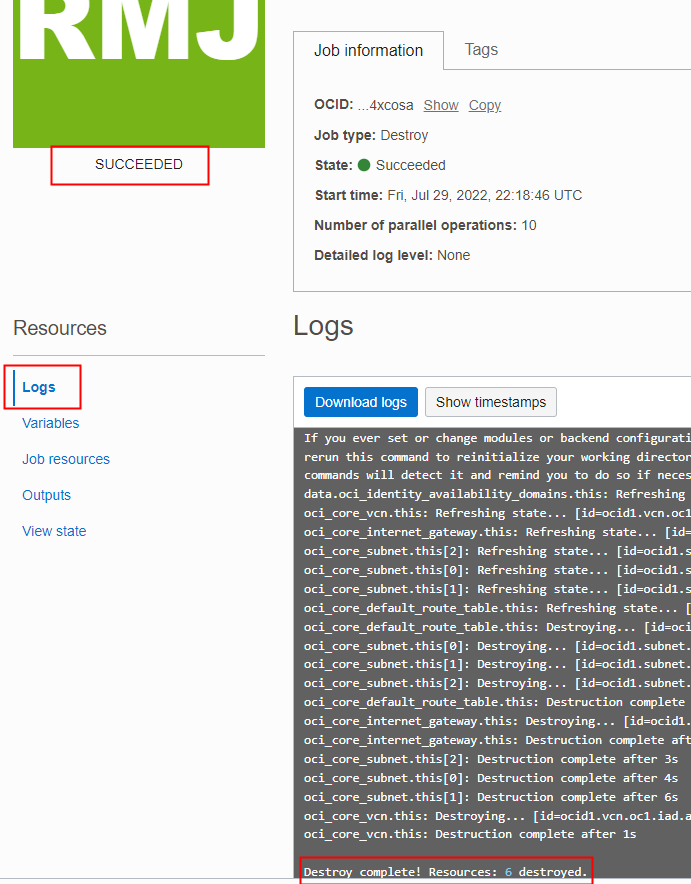 RMJ
SUCCEEDED
Job information
Tags
OCID: ...4xcosa Show Copy
Job type: Destroy
State: Succeeded
Start time: Fri, Jul 29, 2022, 22:18:46 UTC
Number of parallel operations: 10
Detailed log level: None
Resources
Logs
Variables
Job resources
Outputs
View state
Logs
Download logs
Show timestamps
If you ever set or change modules or backend configurati
rerun this command to reinitialize your working director
commands will detect it and remind you to do so if neces
data.oci_identity_availability_domains.this: Refreshing
oci_core_vcn.this: Refreshing state... [id=ocid1.vcn.oc1
oci_core_internet_gateway.this: Refreshing state... [id=
oci_core_subnet.this[2]: Refreshing state... [id=ocid1.s
oci_core_subnet.this[0]: Refreshing state... [id=ocid1.s
oci_core_subnet.this[1]: Refreshing state... [id=ocid1.s
oci_core_default_route_table.this: Refreshing state... [
oci_core_default_route_table.this: Destroying... [id=oci
oci_core_subnet.this[0]: Destroying... [id=ocid1.subnet.
oci_core_subnet.this[1]: Destroying... [id=ocid1.subnet.
oci_core_subnet.this[2]: Destroying... [id=ocid1.subnet.
oci_core_default_route_table.this: Destruction complete
oci_core_internet_gateway.this: Destroying... [id=ocid1.
oci_core_internet_gateway.this: Destruction complete aft
oci_core_subnet.this[2]: Destruction complete after 3s
oci_core_subnet.this[0]: Destruction complete after 4s
oci_core_subnet.this[1]: Destruction complete after 6s
oci_core_vcn.this: Destroying... [id=ocid1.vcn.oc1.iad.a
oci_core_vcn.this: Destruction complete after 1s
Destroy complete! Resources: 6 destroyed.